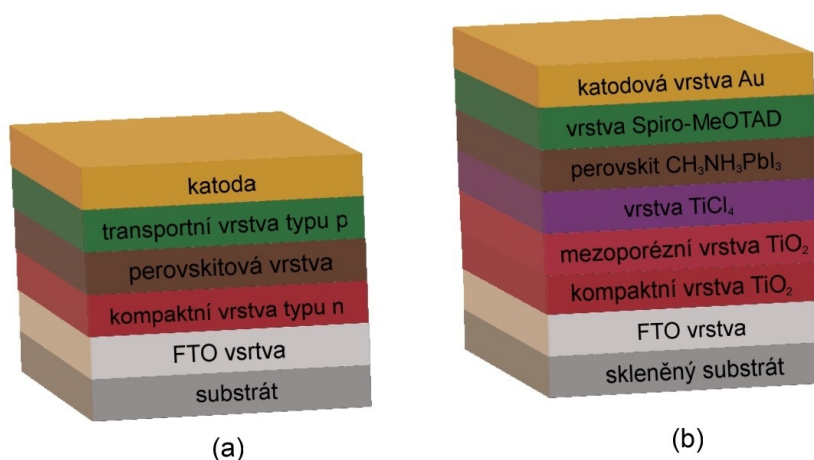 katoda
transportní vrstva typu p
perovskitová vrstva
kompaktní vrstva typu n
FTO vsrtva
substrát
(a)
katodová vrstva Au
vrstva Spiro-MeOTAD
perovskit CH₃NH₃PbI₃
vrstva TiCl₄
mezoporézní vrstva TiO₂
kompaktní vrstva TiO₂
FTO vrstva
skleněný substrát
(b)